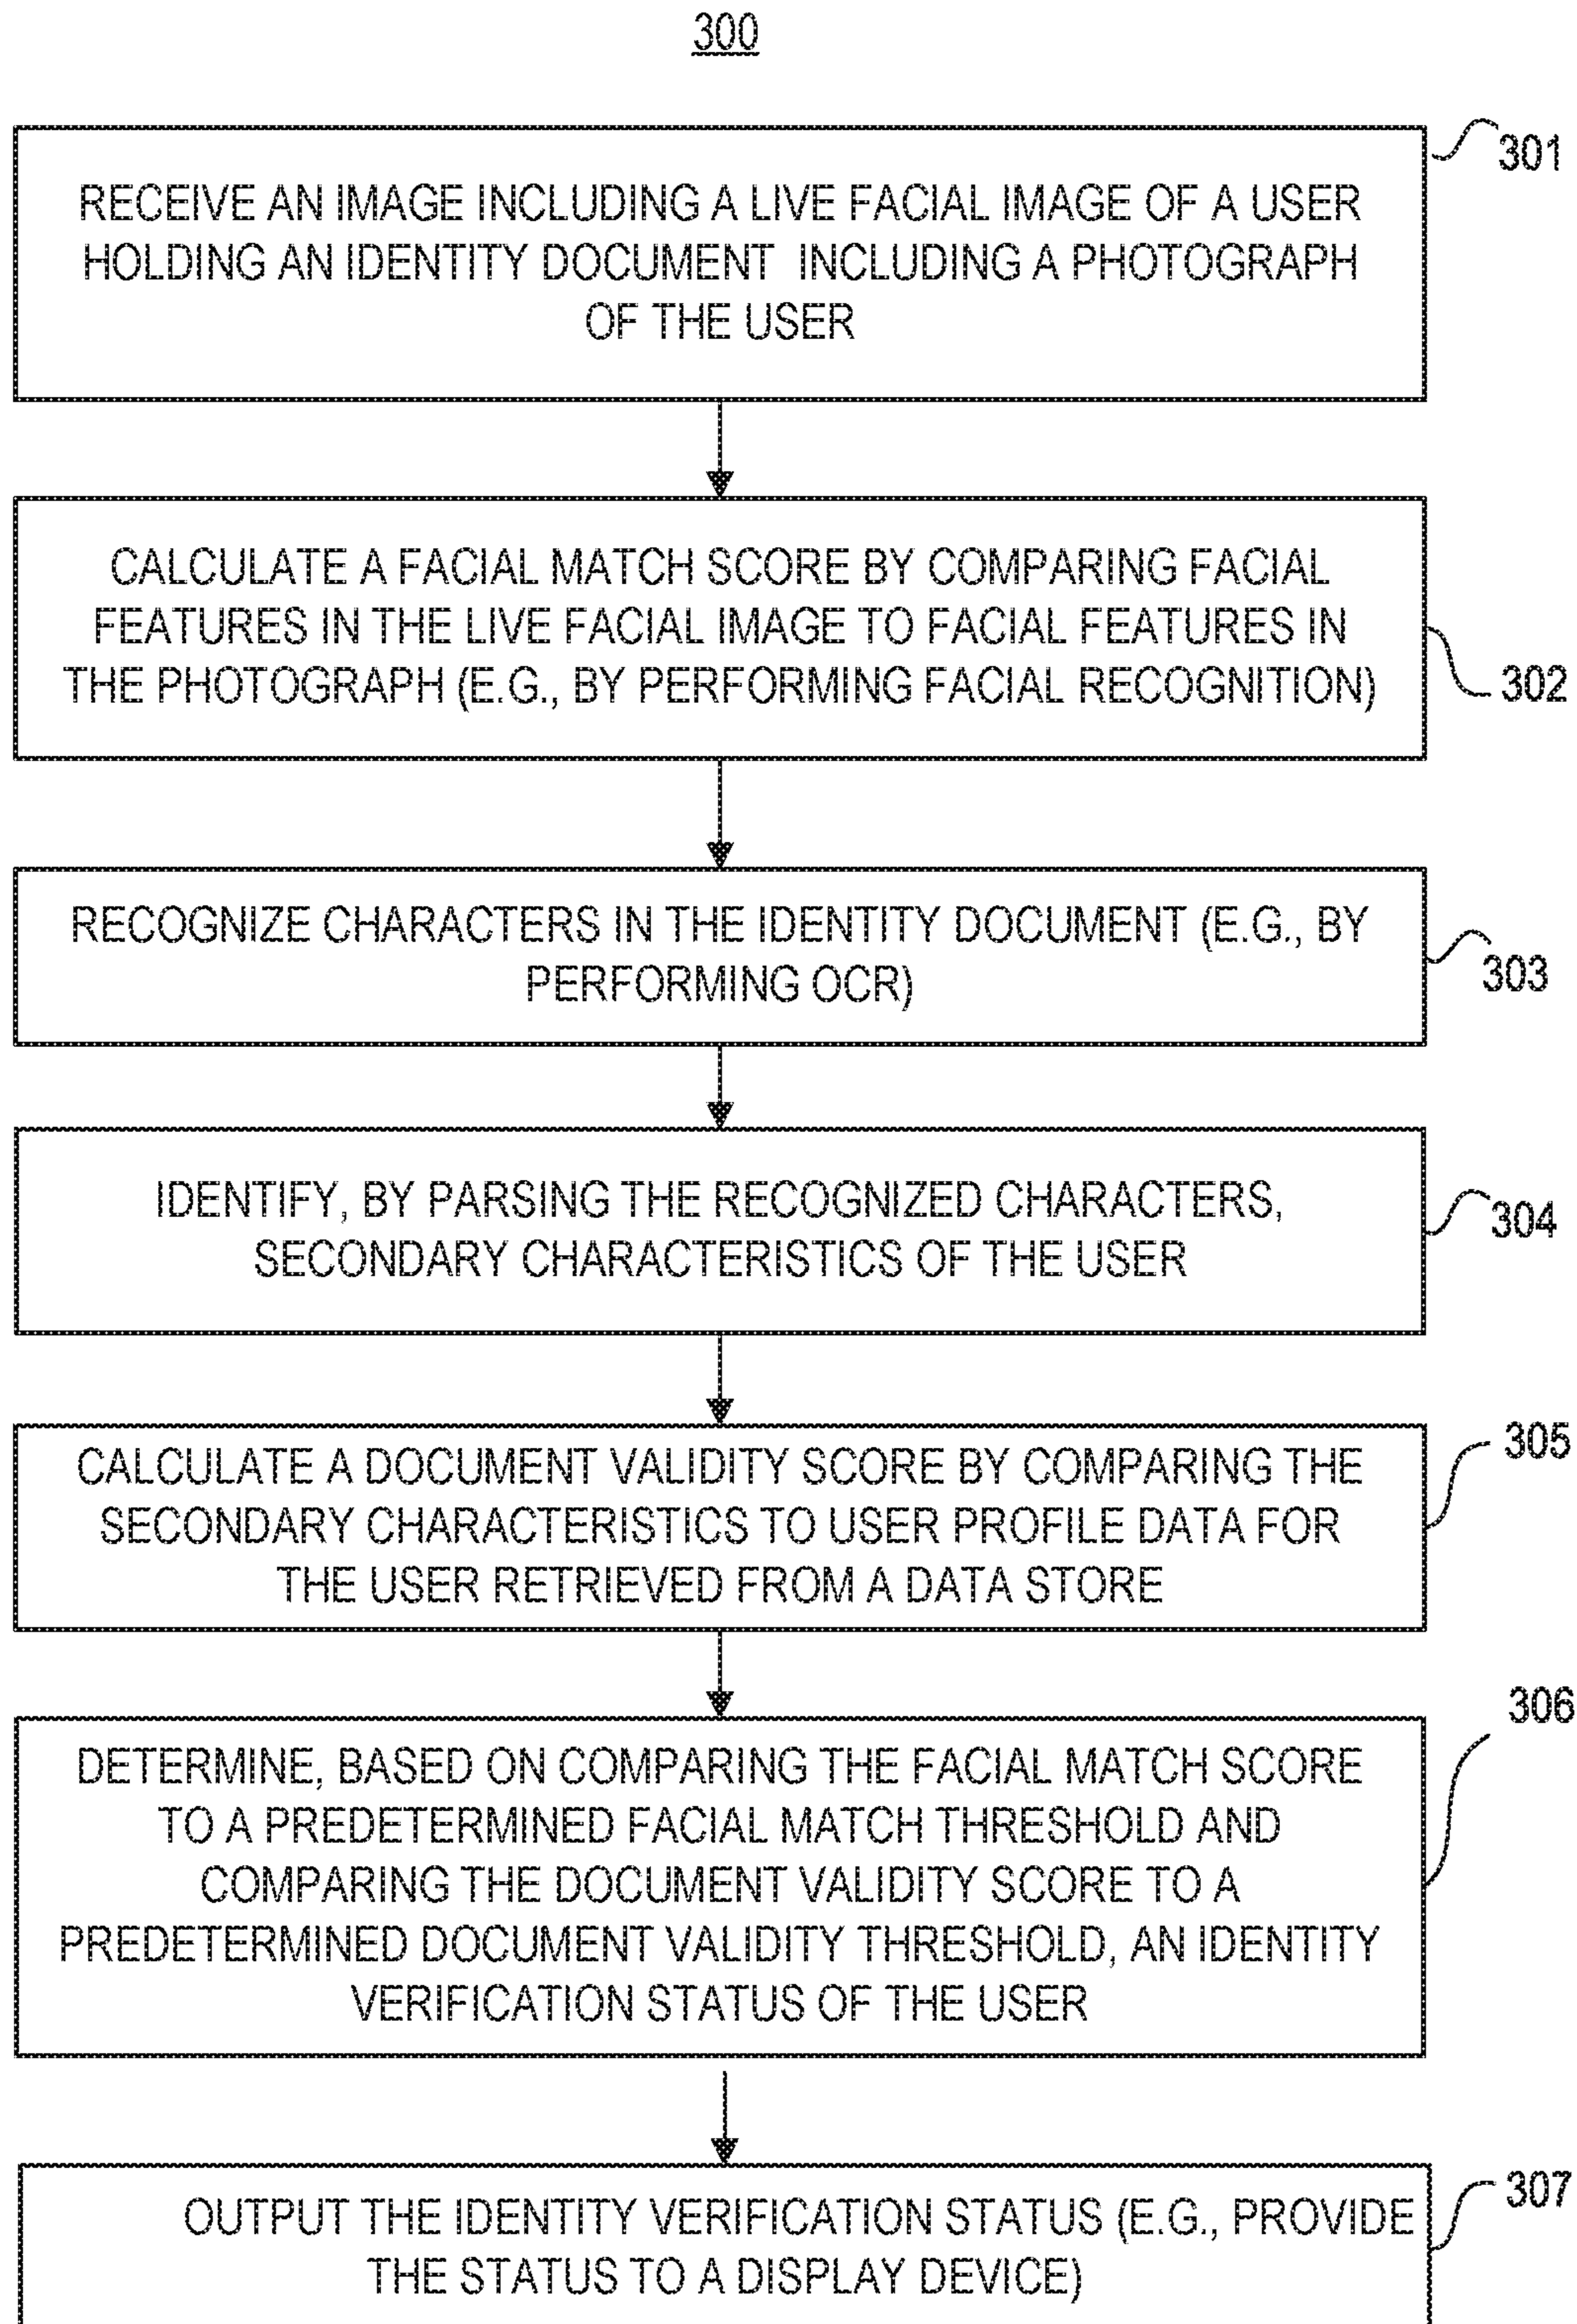 300
301
RECEIVE AN IMAGE INCLUDING A LIVE FACIAL IMAGE OF A USER
HOLDING AN IDENTITY DOCUMENT INCLUDING A PHOTOGRAPH
OF THE USER
CALCULATE A FACIAL MATCH SCORE BY COMPARING FACIAL
FEATURES IN THE LIVE FACIAL IMAGE TO FACIAL FEATURES IN
THE PHOTOGRAPH (E.G., BY PERFORMING FACIAL RECOGNITION)
302
RECOGNIZE CHARACTERS IN THE IDENTITY DOCUMENT (E.G., BY
PERFORMING OCR)
303
IDENTIFY, BY PARSING THE RECOGNIZED CHARACTERS,
SECONDARY CHARACTERISTICS OF THE USER
304
305
CALCULATE A DOCUMENT VALIDITY SCORE BY COMPARING THE
SECONDARY CHARACTERISTICS TO USER PROFILE DATA FOR
THE USER RETRIEVED FROM A DATA STORE
306
DETERMINE, BASED ON COMPARING THE FACIAL MATCH SCORE
TO A PREDETERMINED FACIAL MATCH THRESHOLD AND
COMPARING THE DOCUMENT VALIDITY SCORE TO A
PREDETERMINED DOCUMENT VALIDITY THRESHOLD, AN IDENTITY
VERIFICATION STATUS OF THE USER
307
OUTPUT THE IDENTITY VERIFICATION STATUS (E.G., PROVIDE
THE STATUS TO A DISPLAY DEVICE)